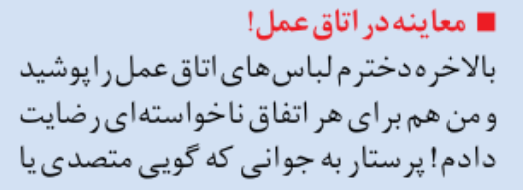 ■ معاینه در اتاق عمل!
بالاخره دخترم لباس‌های اتاق عمل را پوشید
و من هم برای هر اتفاق ناخواسته‌ای رضایت
دادم! پرستار به جوانی که گویی متصدی یا